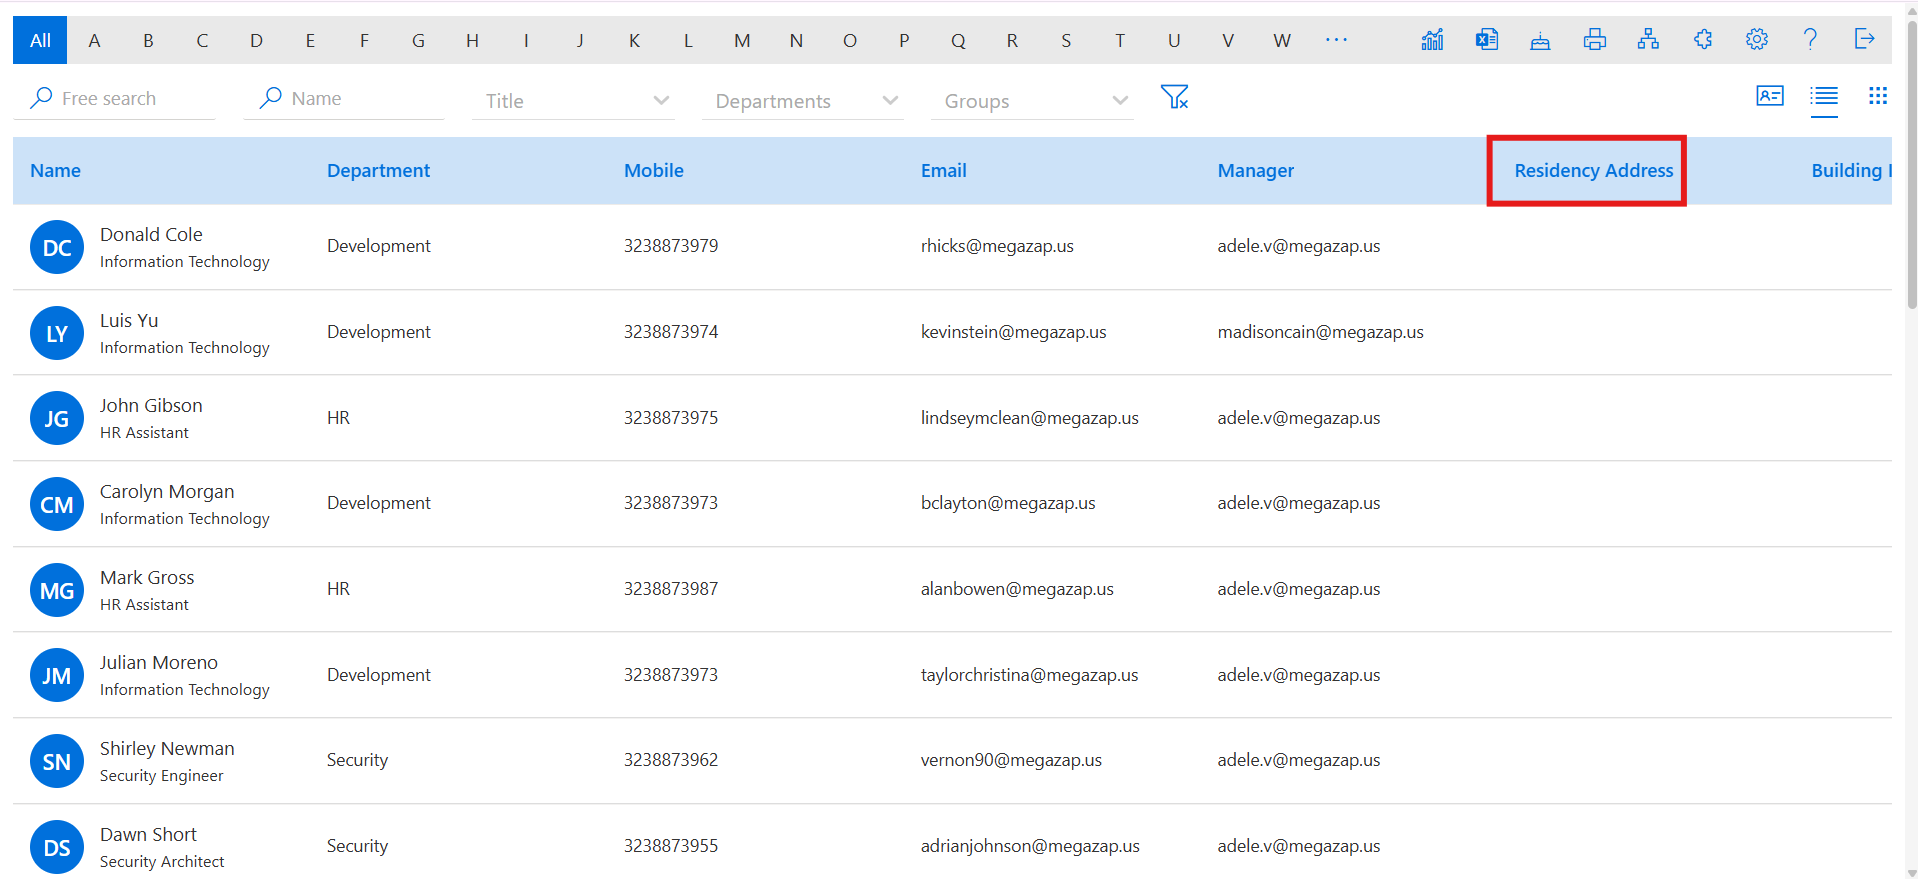 All A B C D E F G H I J K L M N O P Q R S T U V W ...
Free search Name Title Departments Groups
Name Department Mobile Email Manager Residency Address Building
DC Donald Cole Development 3238873979 rhicks@megazap.us adele.v@megazap.us
Information Technology
LY Luis Yu Development 3238873974 kevinstein@megazap.us madisoncain@megazap.us
Information Technology
JG John Gibson HR 3238873975 lindseymclean@megazap.us adele.v@megazap.us
HR Assistant
CM Carolyn Morgan Development 3238873973 bclayton@megazap.us adele.v@megazap.us
Information Technology
MG Mark Gross HR 3238873987 alanbowen@megazap.us adele.v@megazap.us
HR Assistant
JM Julian Moreno Development 3238873973 taylorchristina@megazap.us adele.v@megazap.us
Information Technology
SN Shirley Newman Security 3238873962 vernon90@megazap.us adele.v@megazap.us
Security Engineer
DS Dawn Short Security 3238873955 adrianjohnson@megazap.us adele.v@megazap.us
Security Architect